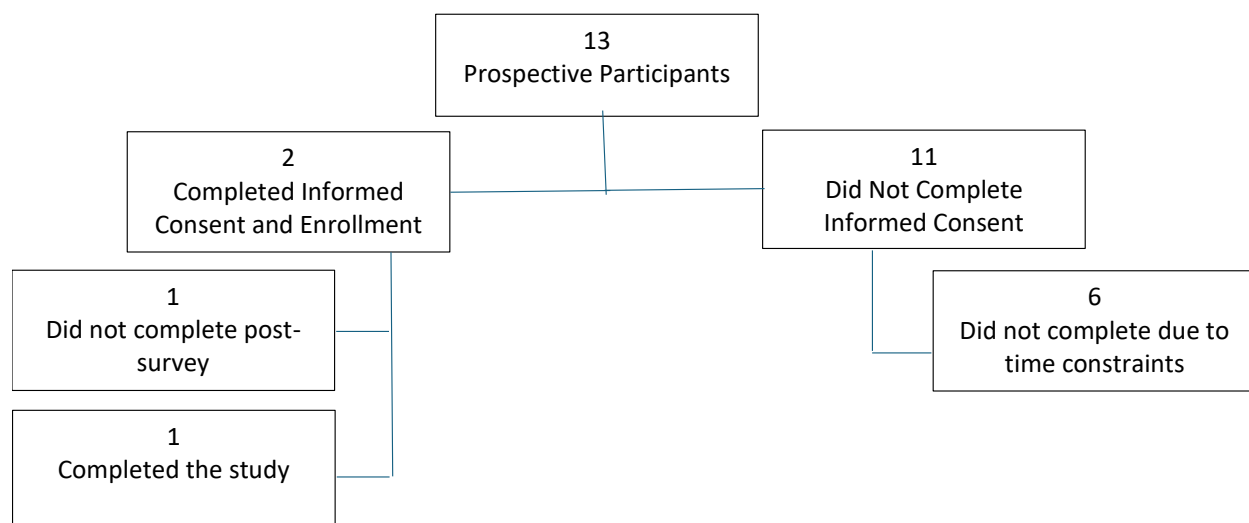 13
Prospective Participants
2
Completed Informed
Consent and Enrollment
11
Did Not Complete
Informed Consent
1
Did not complete post-
survey
6
Did not complete due to
time constraints
1
Completed the study